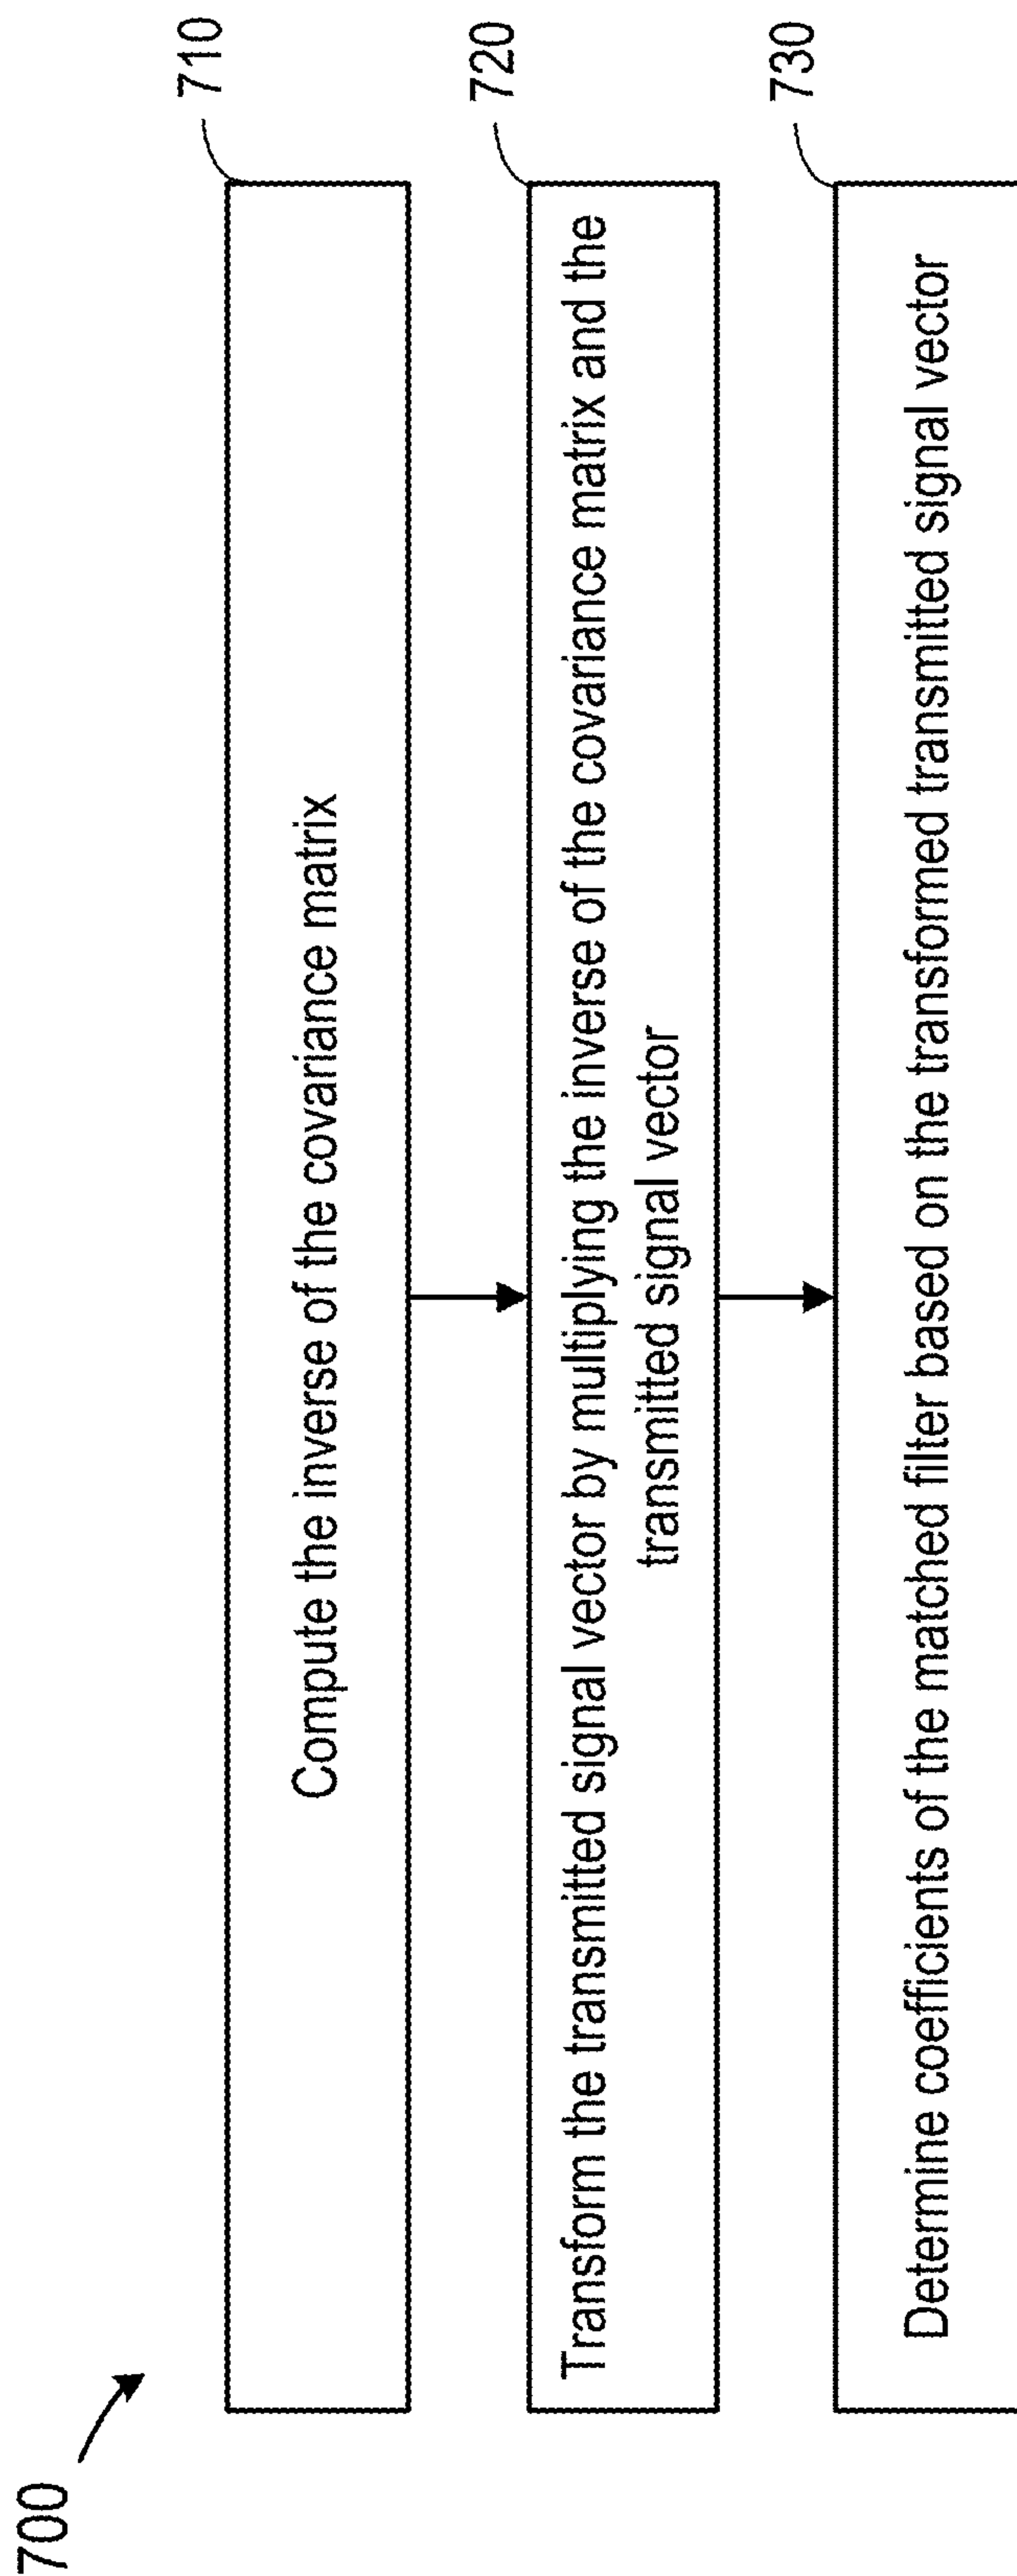 700
710
Compute the inverse of the covariance matrix
720
Transform the transmitted signal vector by multiplying the inverse of the covariance matrix and the
transmitted signal vector
730
Determine coefficients of the matched filter based on the transformed transmitted signal vector